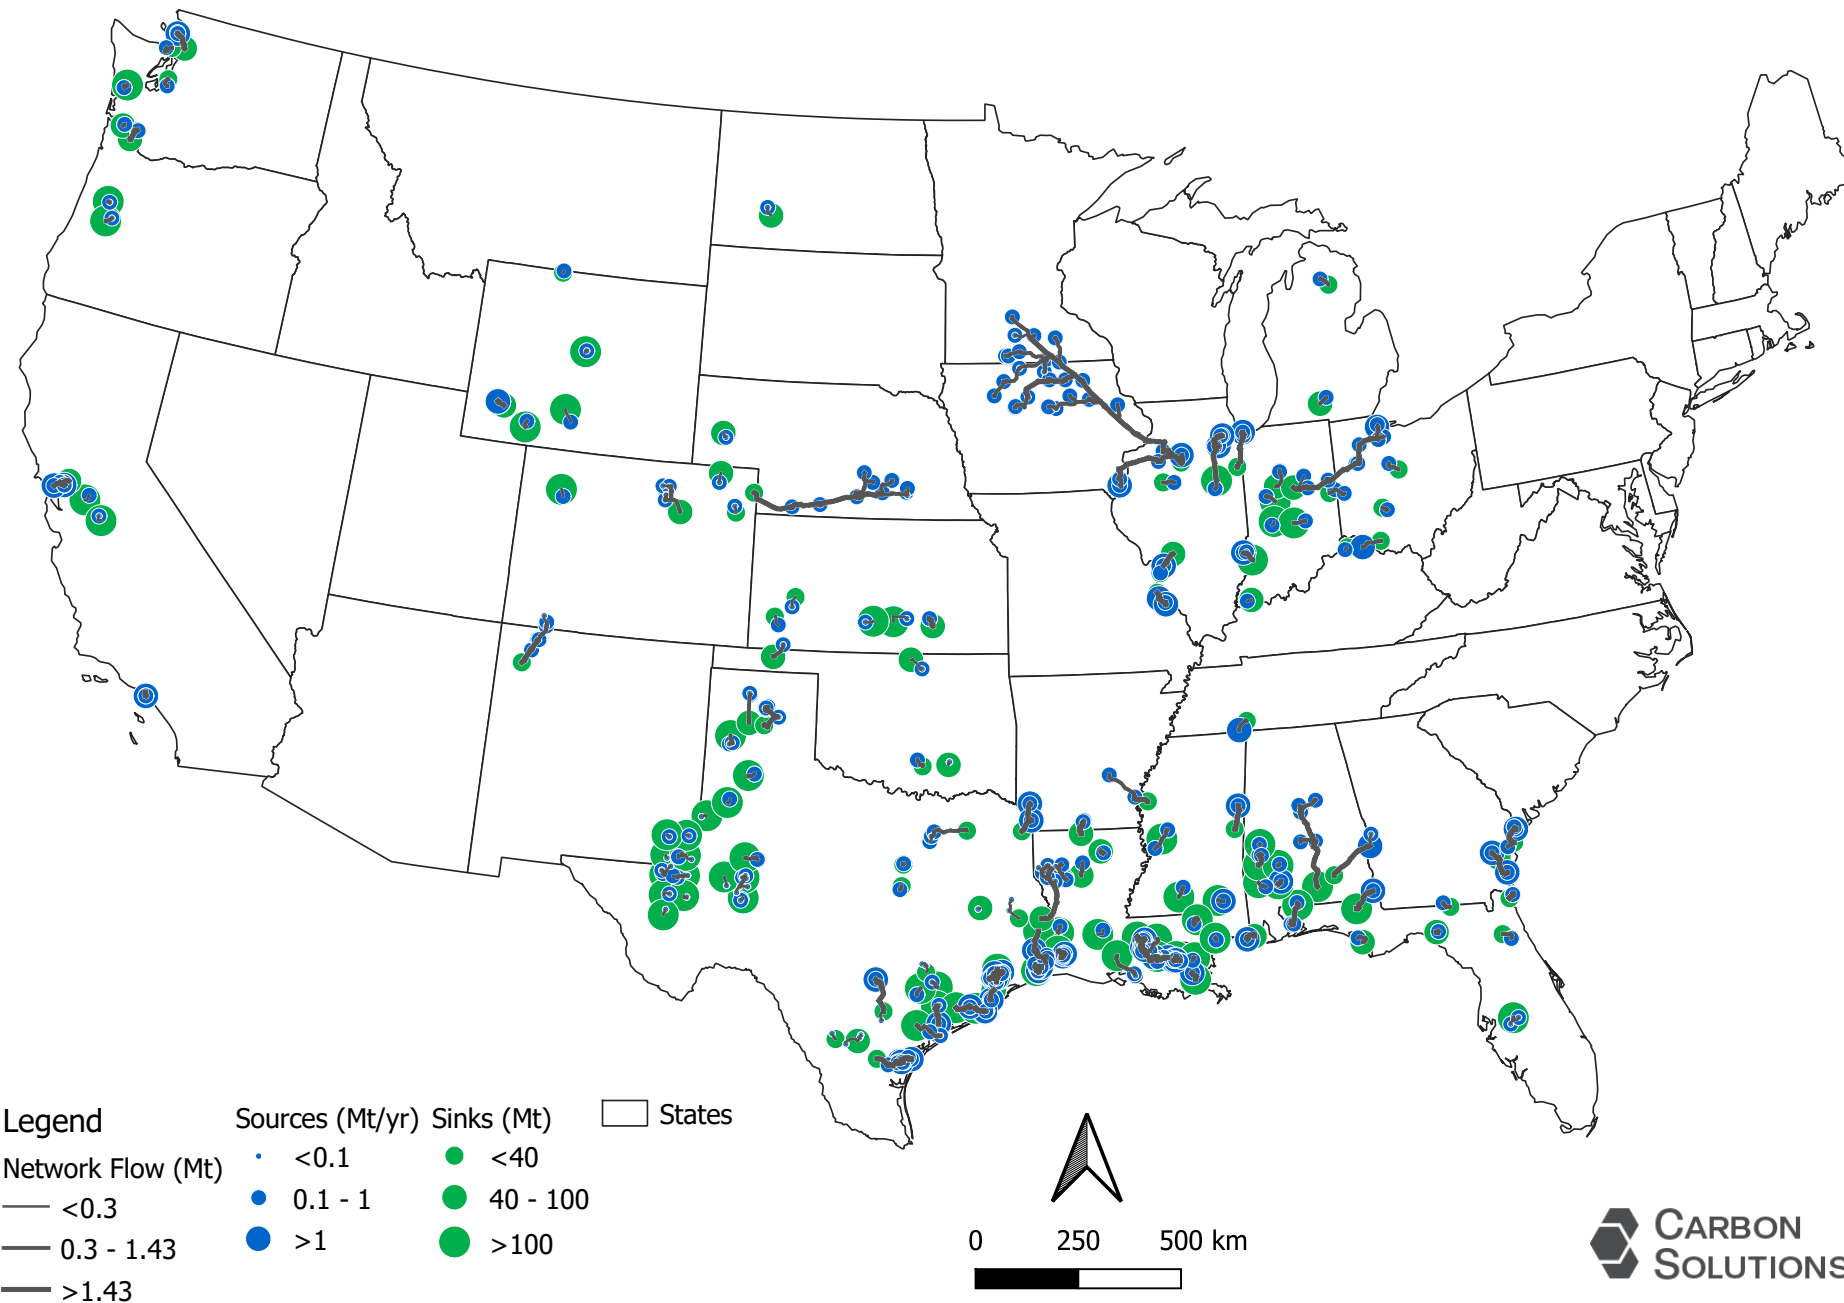 Legend
Network Flow (Mt)
<0.3
0.3 - 1.43
>1.43
Sources (Mt/yr)
<0.1
0.1 - 1
>1
Sinks (Mt)
<40
40 - 100
>100
States
0 250 500 km
CARBON
SOLUTIONS